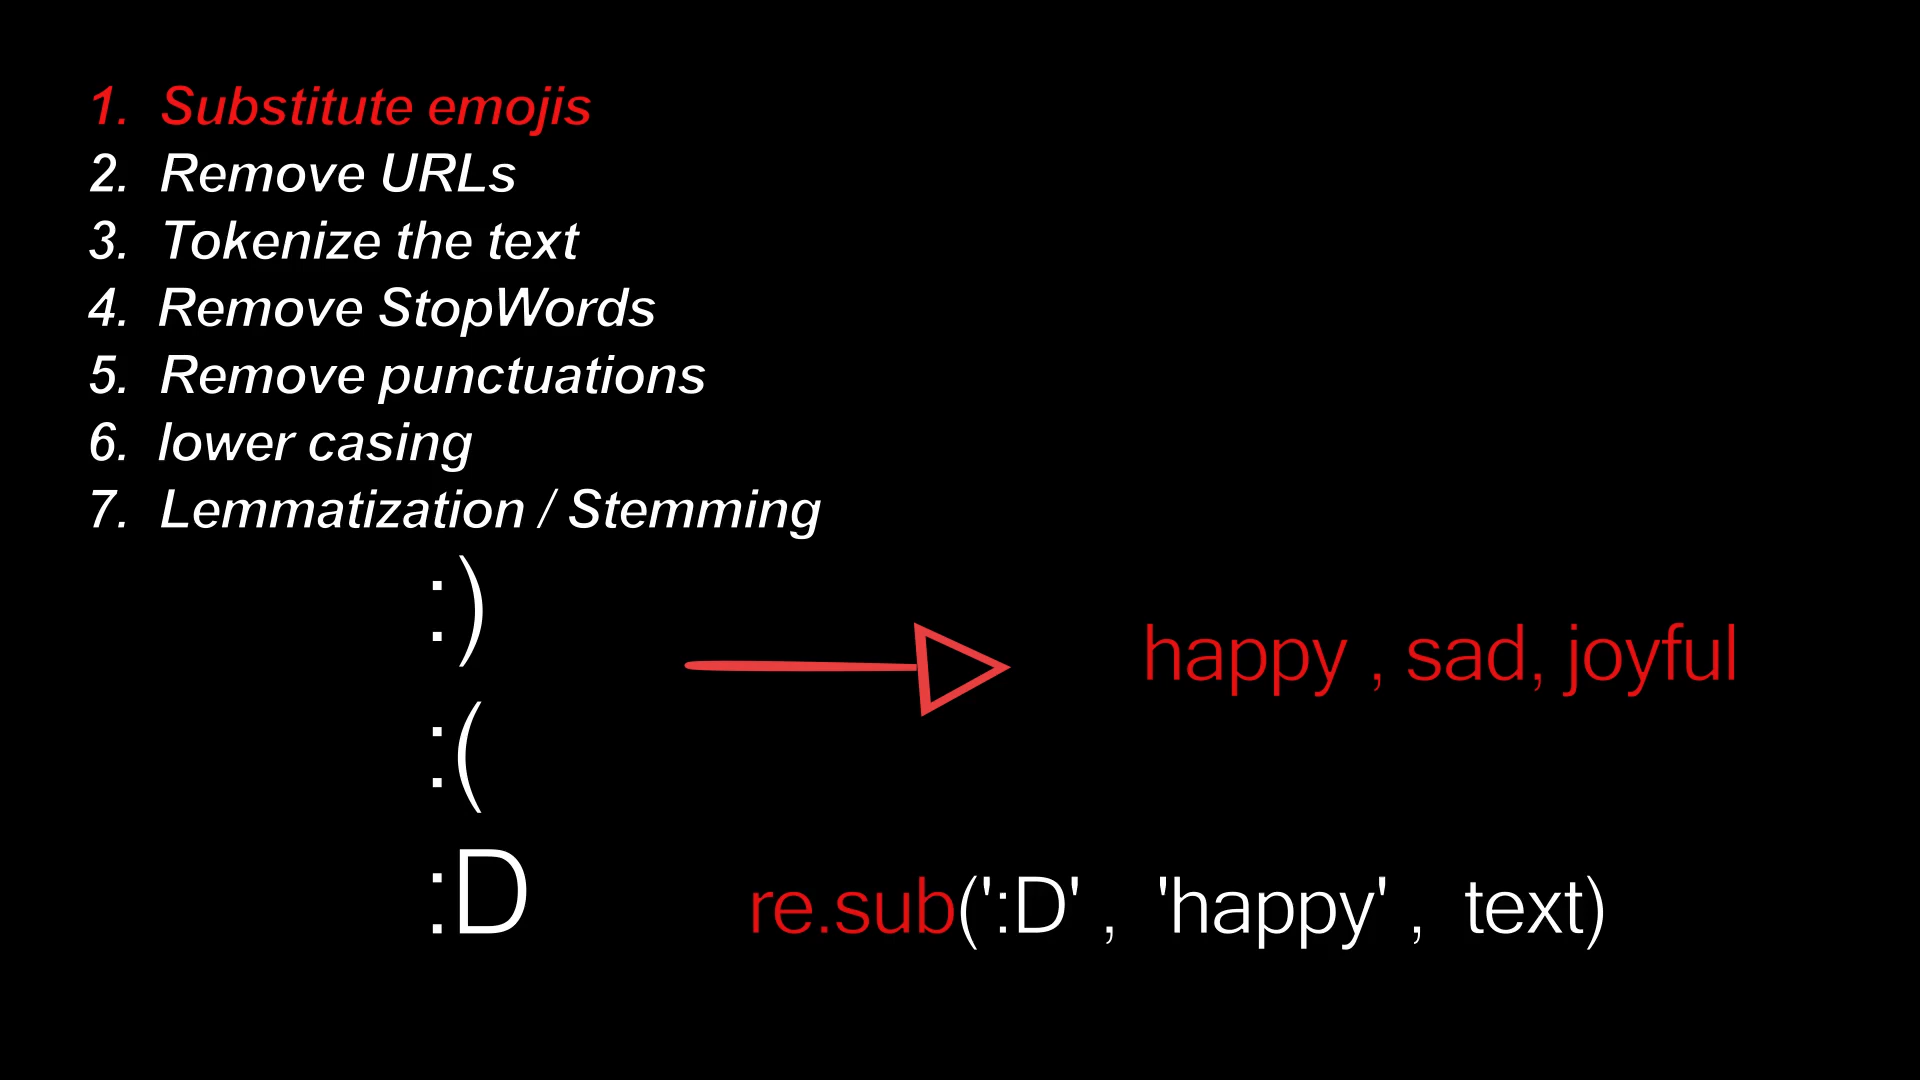 1. Substitute emojis
2. Remove URLs
3. Tokenize the text
4. Remove StopWords
5. Remove punctuations
6. lower casing
7. Lemmatization / Stemming
:)
happy , sad, joyful
:(
:D
re.sub(':D' , 'happy' , text)